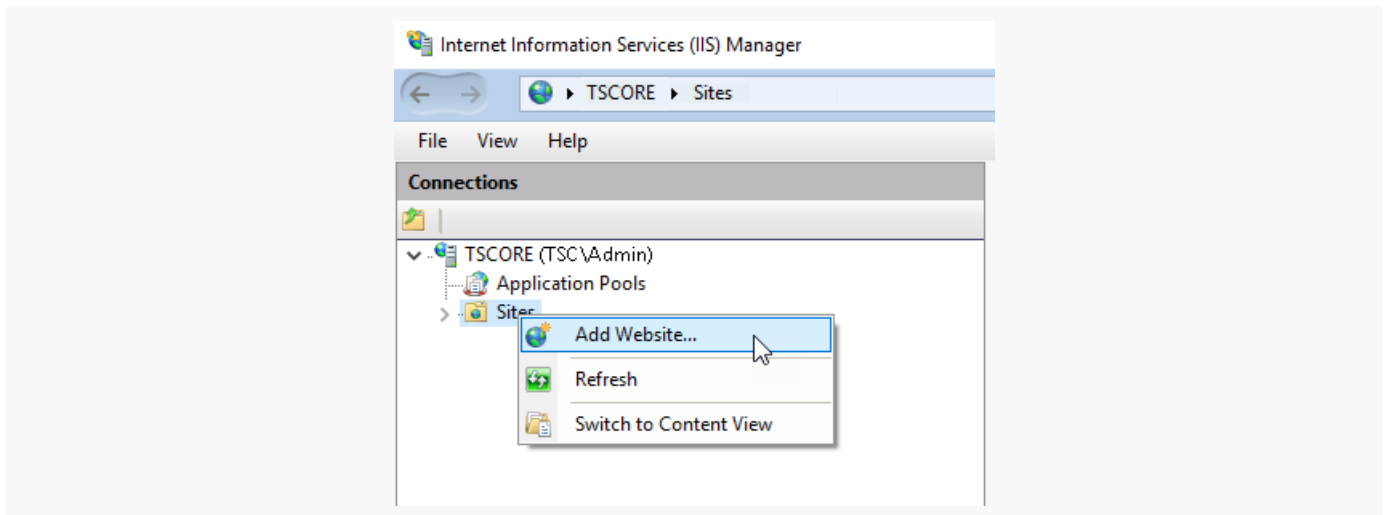 Internet Information Services (IIS) Manager
TSCORE Sites
File View Help
Connections
TSCORE (TSC\Admin)
Application Pools
Sites
Add Website...
Refresh
Switch to Content View